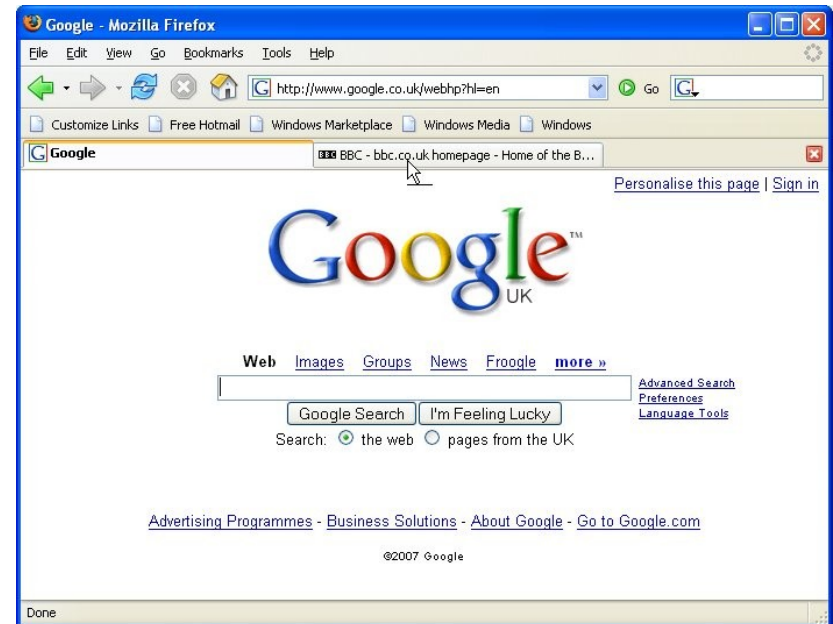 Google - Mozilla Firefox
File Edit View Go Bookmarks Tools Help
http://www.google.co.uk/webhp?hl=en Go
Customize Links Free Hotmail Windows Marketplace Windows Media Windows
Google BBC BBC - bbc.co.uk homepage - Home of the B...
Personalise this page | Sign in
Google™
UK
Web Images Groups News Froogle more »
Advanced Search
Preferences
Language Tools
Google Search I'm Feeling Lucky
Search: the web pages from the UK
Advertising Programmes - Business Solutions - About Google - Go to Google.com
©2007 Google
Done